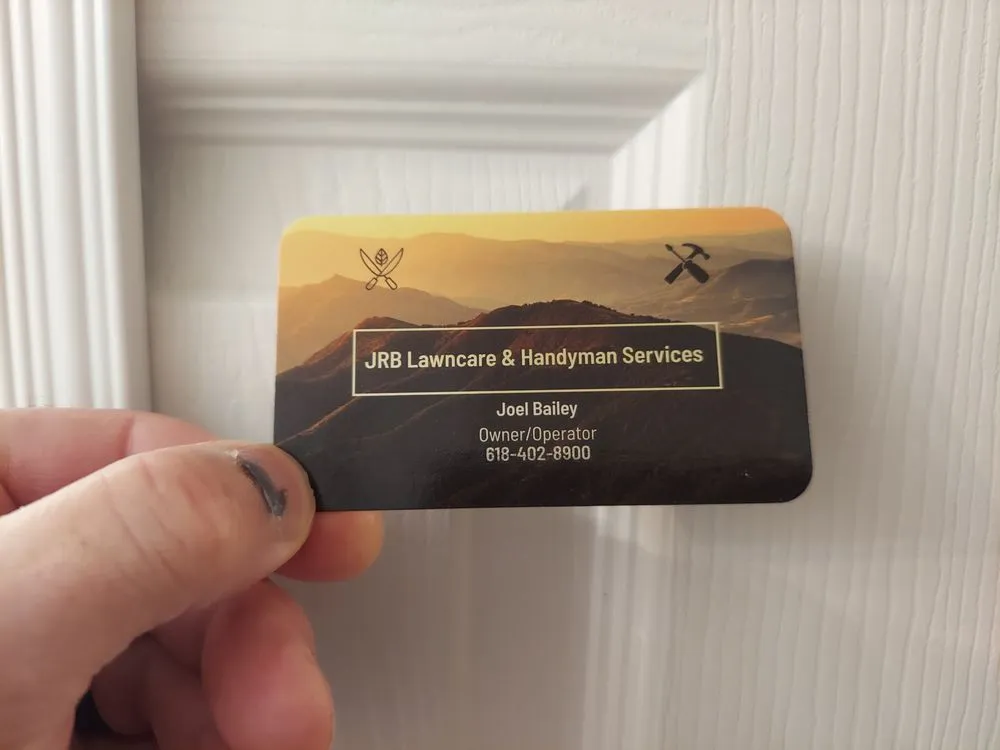 JRB Lawncare & Handyman Services
Joel Bailey
Owner/Operator
618-402-8900